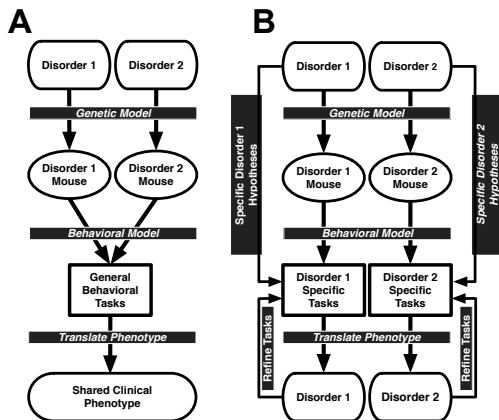 A
Disorder 1
Disorder 2
Genetic Model
Disorder 1
Mouse
Disorder 2
Mouse
Behavioral Model
General
Behavioral
Tasks
Translate Phenotype
Shared Clinical
Phenotype
B
Disorder 1
Disorder 2
Genetic Model
Specific Disorder 1
Hypotheses
Specific Disorder 2
Hypotheses
Disorder 1
Mouse
Disorder 2
Mouse
Behavioral Model
Disorder 1
Specific
Tasks
Disorder 2
Specific
Tasks
Translate Phenotype
Refine Tasks
Refine Tasks
Disorder 1
Disorder 2